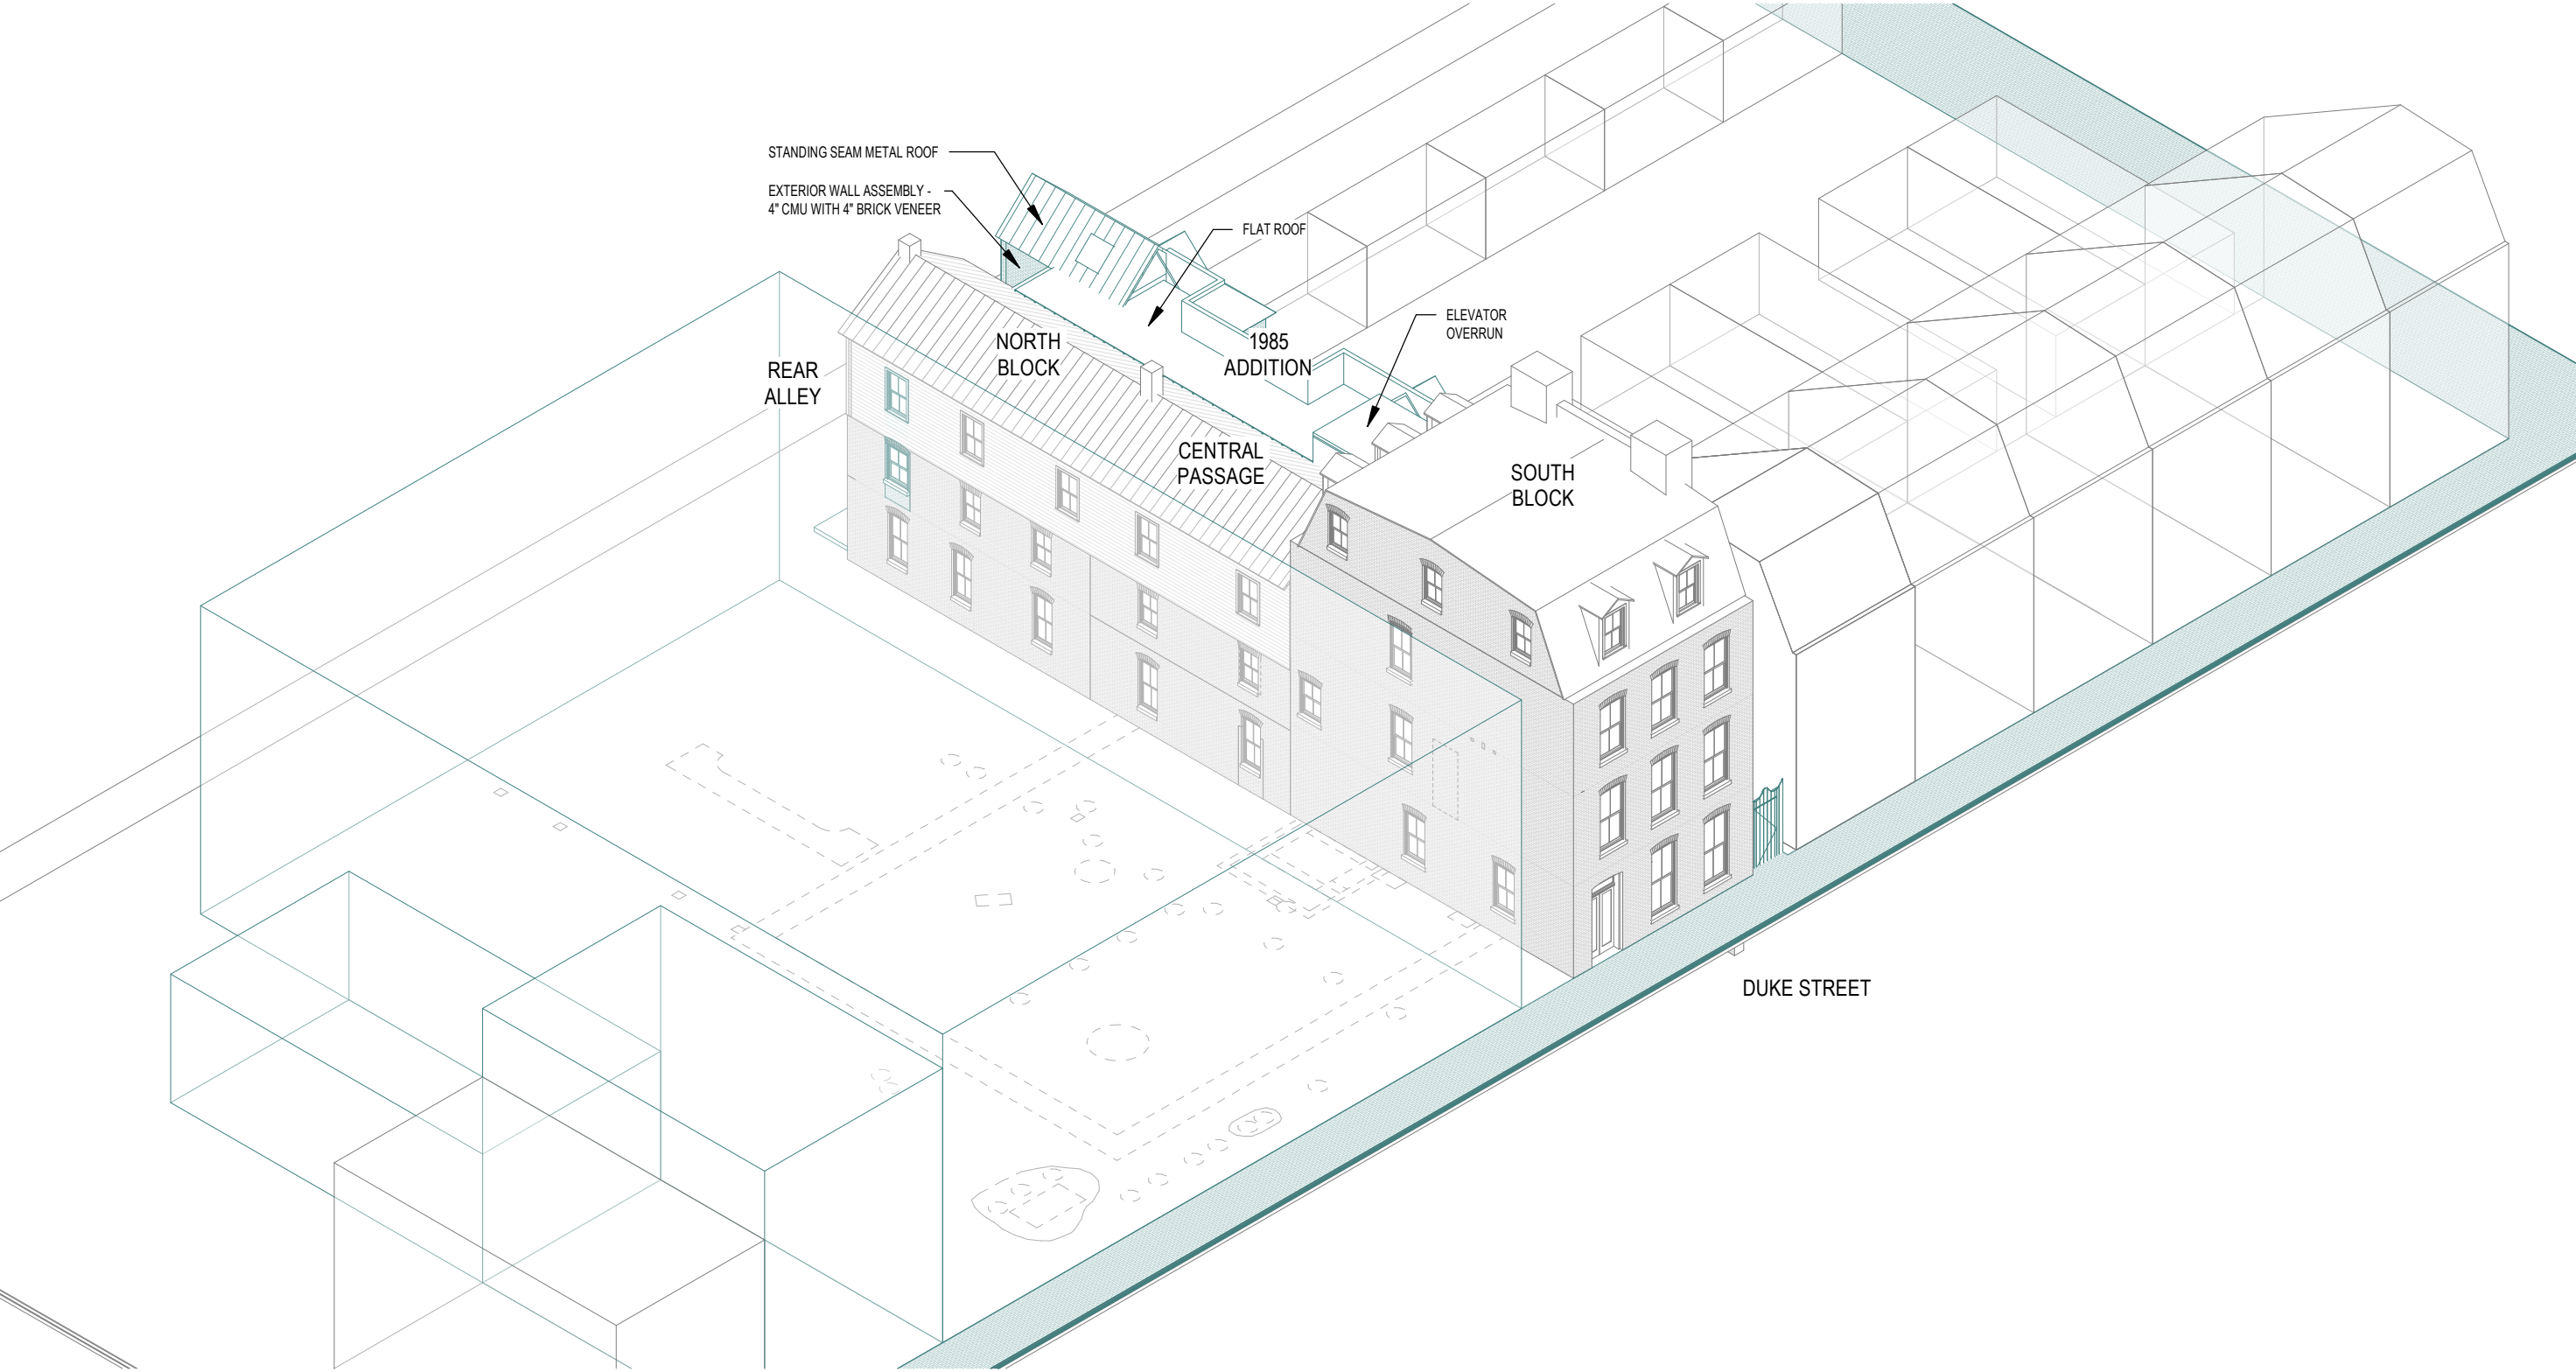 STANDING SEAM METAL ROOF
EXTERIOR WALL ASSEMBLY -
4" CMU WITH 4" BRICK VENEER
FLAT ROOF
ELEVATOR
OVERRUN
NORTH
BLOCK
1985
ADDITION
REAR
ALLEY
CENTRAL
PASSAGE
SOUTH
BLOCK
DUKE STREET